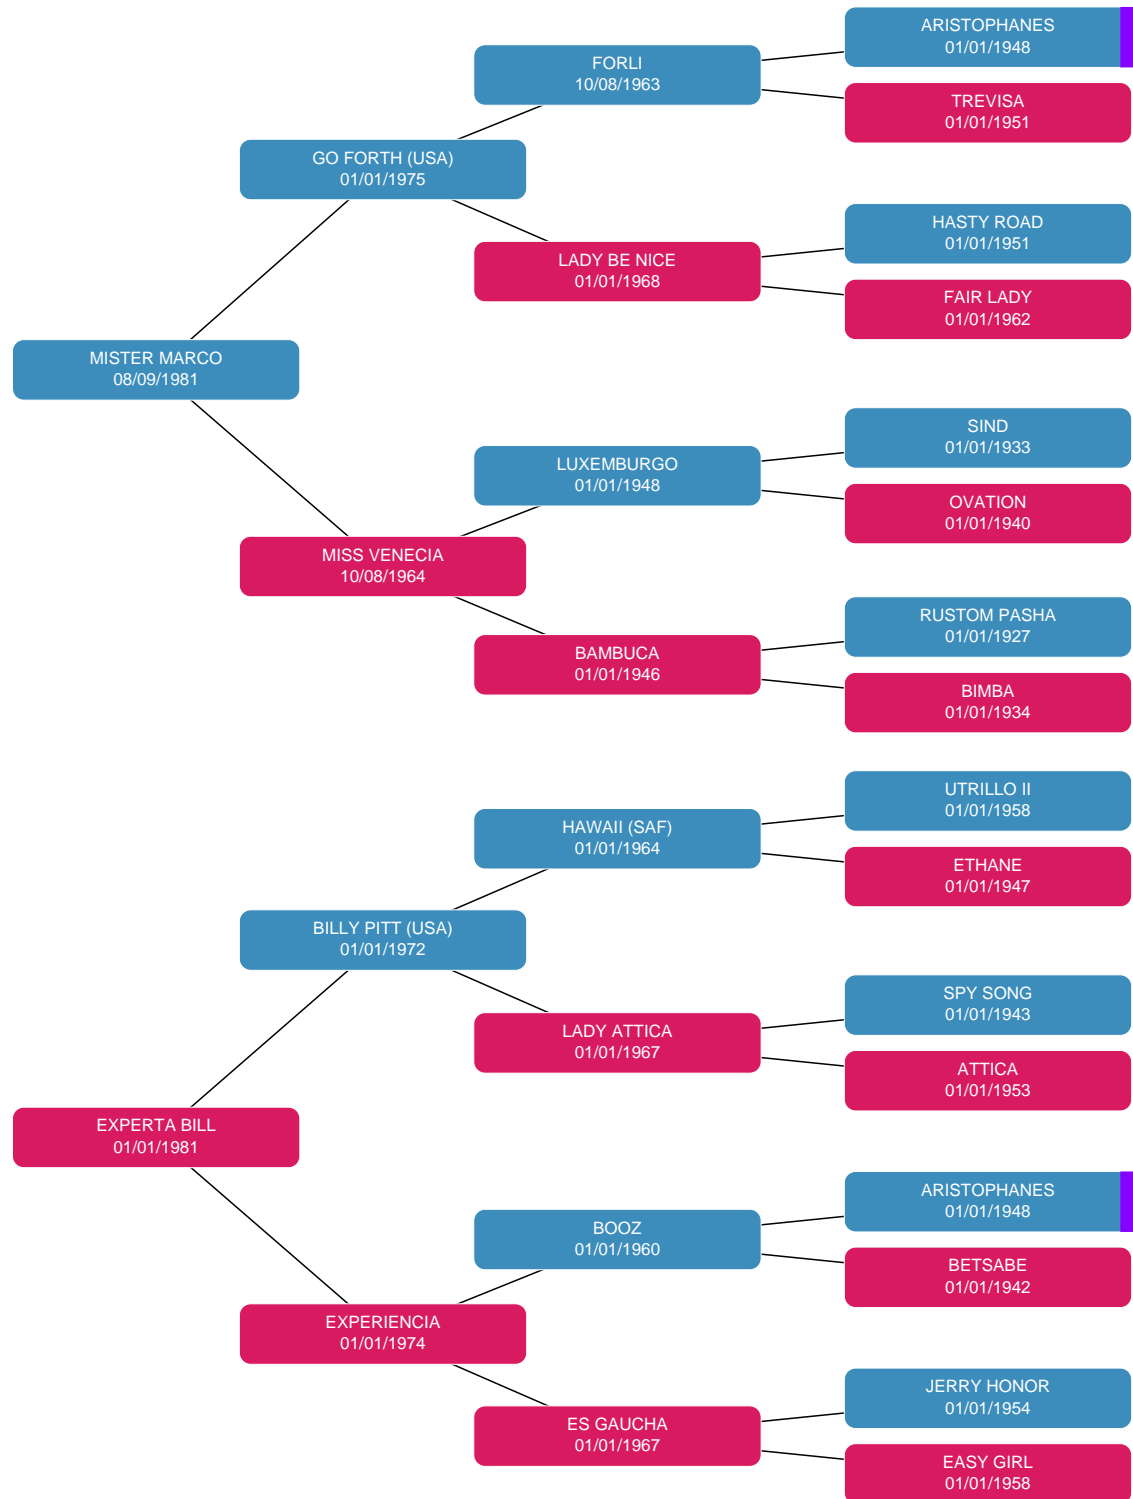 ARISTOPHANES
01/01/1948
FORLI
10/08/1963
TREVISA
01/01/1951
GO FORTH (USA)
01/01/1975
HASTY ROAD
01/01/1951
LADY BE NICE
01/01/1968
FAIR LADY
01/01/1962
MISTER MARCO
08/09/1981
SIND
01/01/1933
LUXEMBURGO
01/01/1948
OVATION
01/01/1940
MISS VENECIA
10/08/1964
RUSTOM PASHA
01/01/1927
BAMBUCA
01/01/1946
BIMBA
01/01/1934
UTRILLO II
01/01/1958
HAWAII (SAF)
01/01/1964
ETHANE
01/01/1947
BILLY PITT (USA)
01/01/1972
SPY SONG
01/01/1943
LADY ATTICA
01/01/1967
ATTICA
01/01/1953
EXPERTA BILL
01/01/1981
ARISTOPHANES
01/01/1948
BOOZ
01/01/1960
BETSABE
01/01/1942
EXPERIENCIA
01/01/1974
JERRY HONOR
01/01/1954
ES GAUCHA
01/01/1967
EASY GIRL
01/01/1958